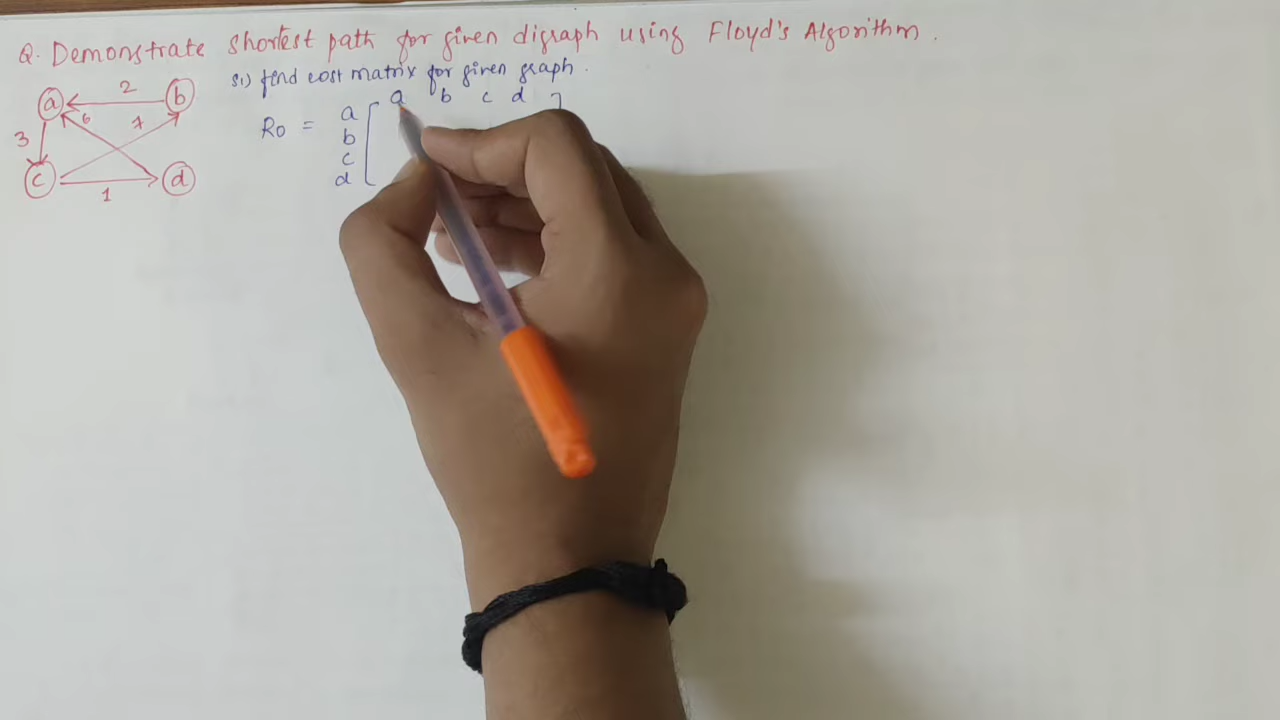 Q. Demonstrate shortest path for given digraph using Floyd's Algorithm.
S1) find cost matrix for given graph.
a 2 b
3 6 7
c 1 d
a b c d
R0 = a
b
c
d